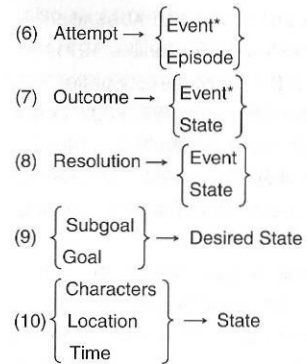 (6) Attempt → {Event*
Episode}
(7) Outcome → {Event*
State}
(8) Resolution → {Event
State}
(9) {Subgoal
Goal} → Desired State
(10) {Characters
Location
Time} → State